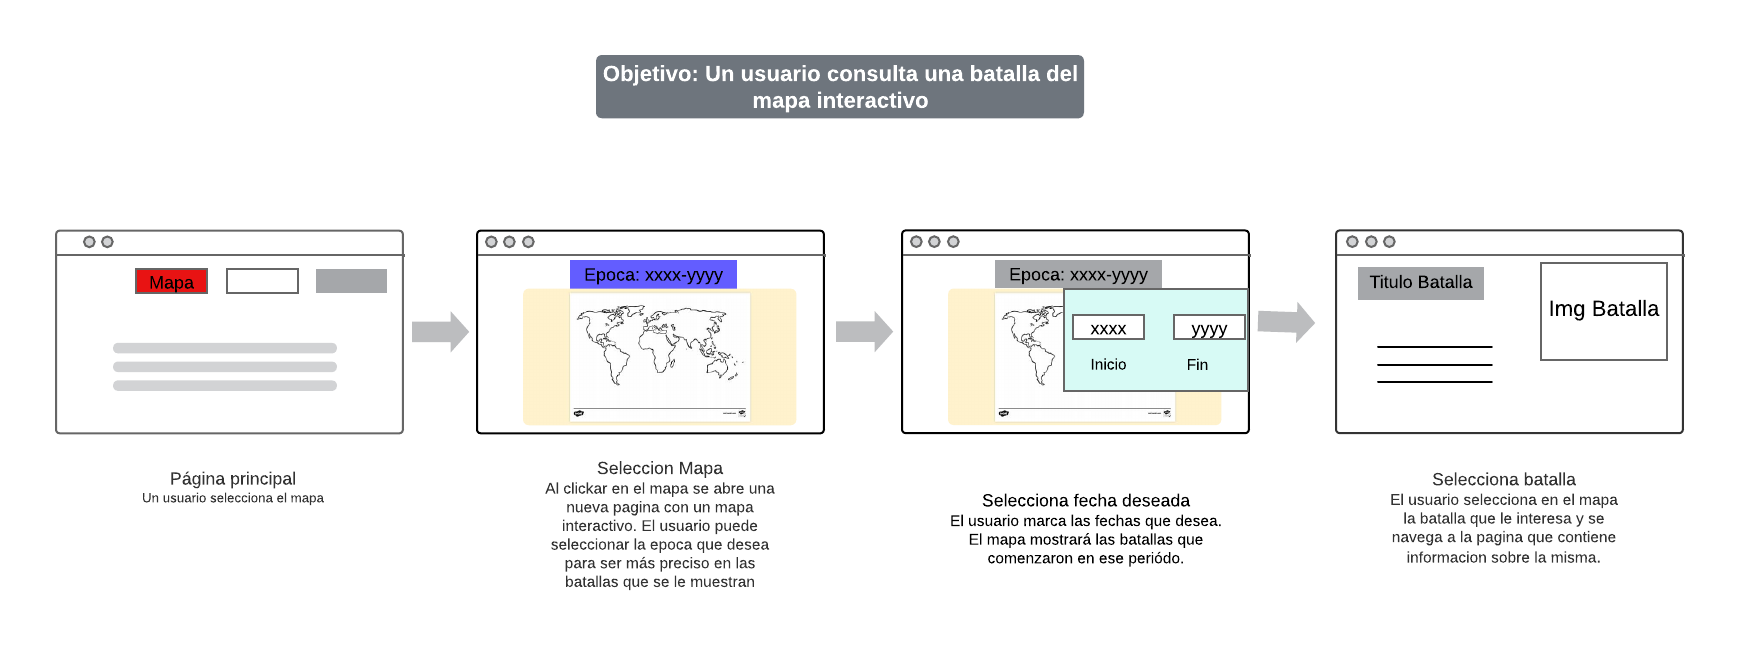 Objetivo: Un usuario consulta una batalla del
mapa interactivo
Mapa
Página principal
Un usuario selecciona el mapa
Epoca: xxxx-yyyy
Seleccion Mapa
Al clickar en el mapa se abre una
nueva pagina con un mapa
interactivo. El usuario puede
seleccionar la epoca que desea
para ser más preciso en las
batallas que se le muestran
Epoca: xxxx-yyyy
xxxx
yyyy
Inicio
Fin
Selecciona fecha deseada
El usuario marca las fechas que desea.
El mapa mostrará las batallas que
comenzaron en ese periódo.
Titulo Batalla
Img Batalla
Selecciona batalla
El usuario selecciona en el mapa
la batalla que le interesa y se
navega a la pagina que contiene
informacion sobre la misma.